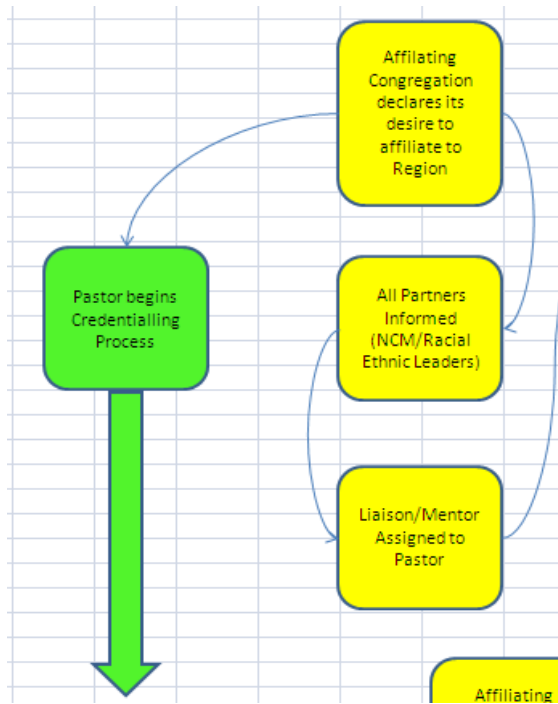 Affilating
Congregation
declares its
desire to
affiliate to
Region
Pastor begins
Credentialling
Process
All Partners
Informed
(NCM/Racial
Ethnic Leaders)
Liaison/Mentor
Assigned to
Pastor
Affiliating